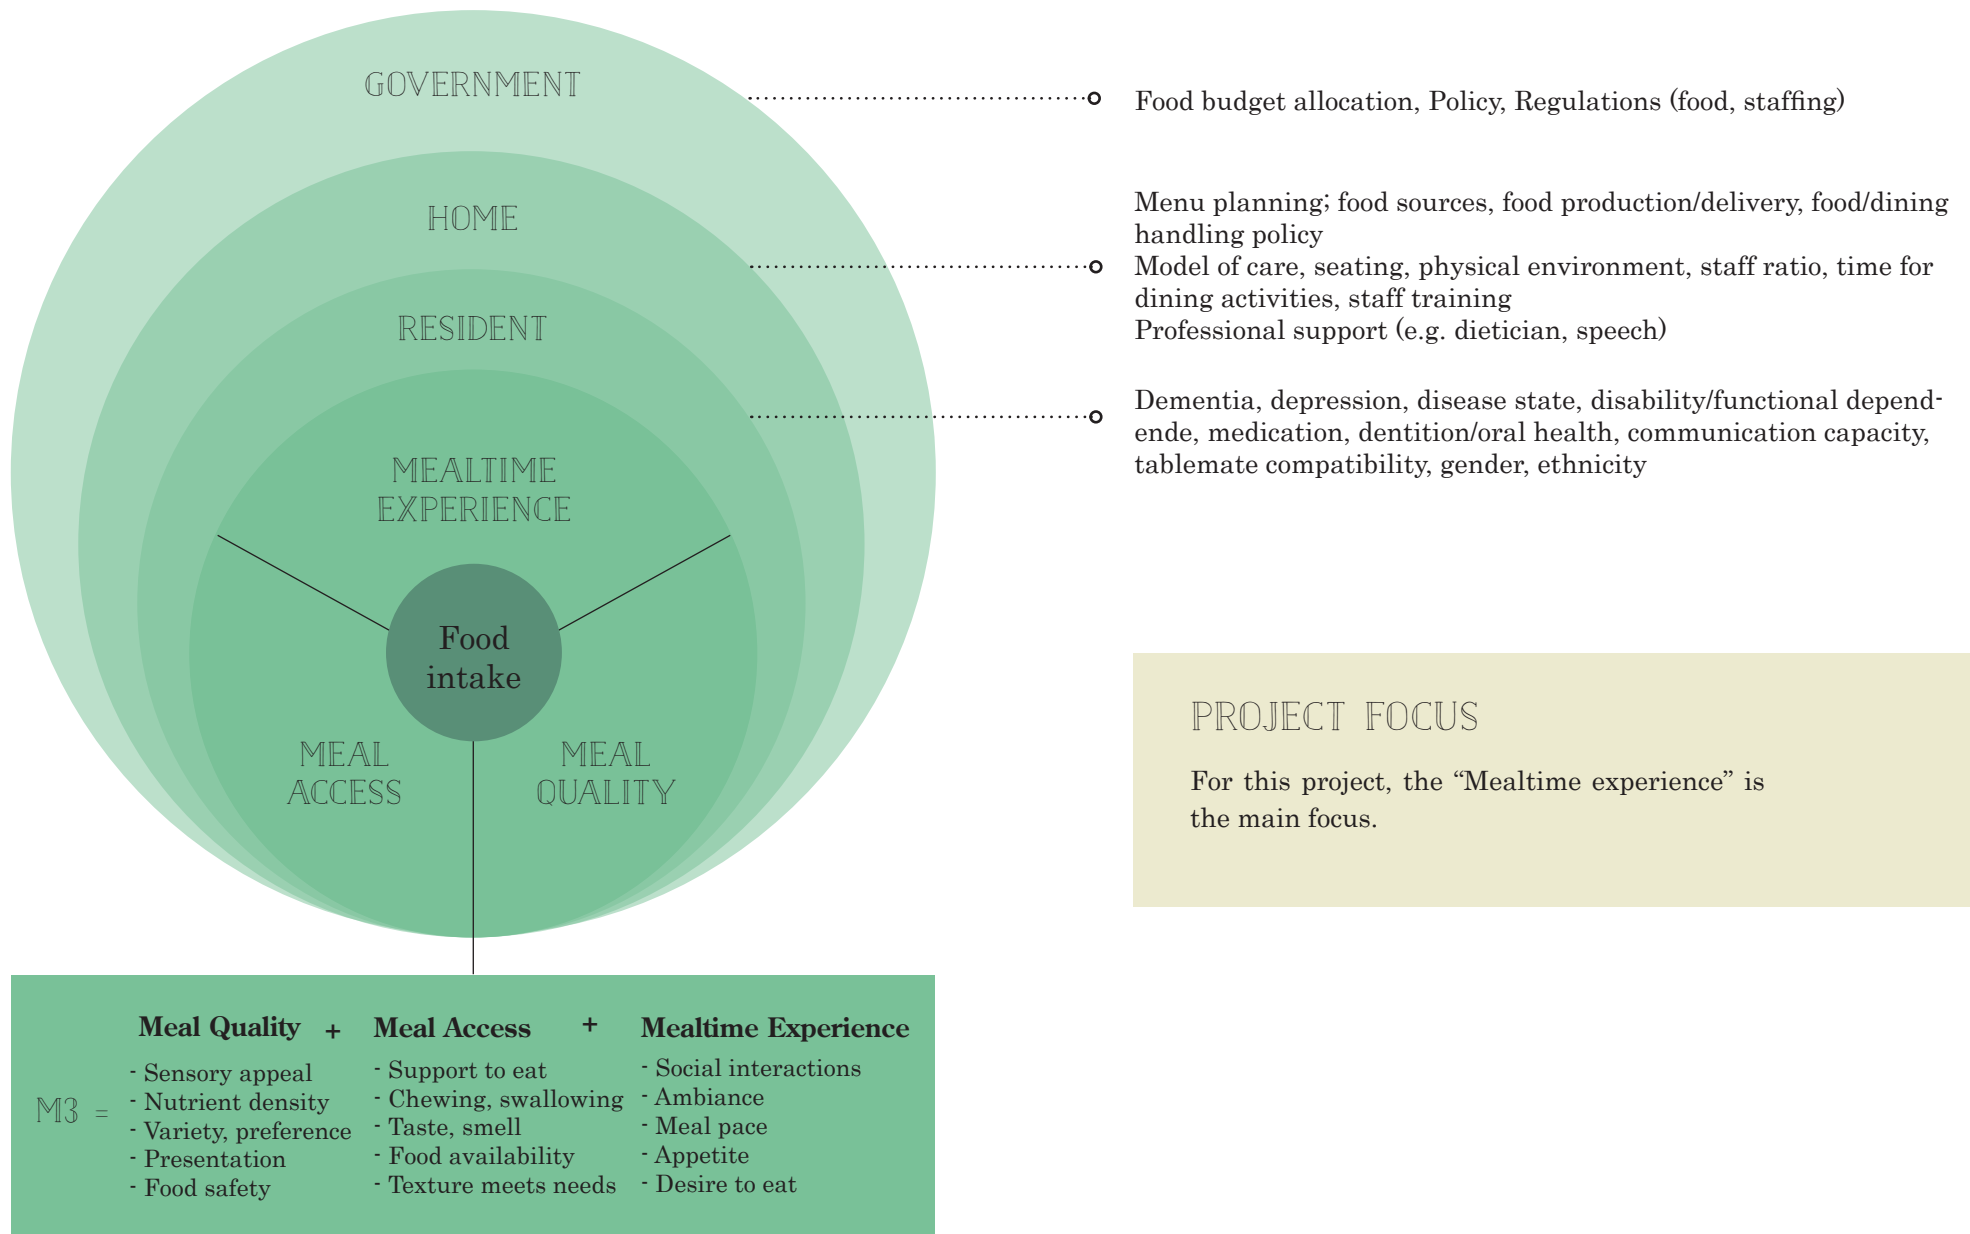 GOVERNMENT
Food budget allocation, Policy, Regulations (food, staffing)
HOME
Menu planning; food sources, food production/delivery, food/dining
handling policy
Model of care, seating, physical environment, staff ratio, time for
dining activities, staff training
Professional support (e.g. dietician, speech)
RESIDENT
Dementia, depression, disease state, disability/functional depend-
ende, medication, dentition/oral health, communication capacity,
tablemate compatibility, gender, ethnicity
MEALTIME
EXPERIENCE
Food
intake
MEAL
ACCESS
MEAL
QUALITY
PROJECT FOCUS
For this project, the “Mealtime experience” is
the main focus.
M3 =
Meal Quality +
- Sensory appeal
- Nutrient density
- Variety, preference
- Presentation
- Food safety
Meal Access +
- Support to eat
- Chewing, swallowing
- Taste, smell
- Food availability
- Texture meets needs
Mealtime Experience
- Social interactions
- Ambiance
- Meal pace
- Appetite
- Desire to eat